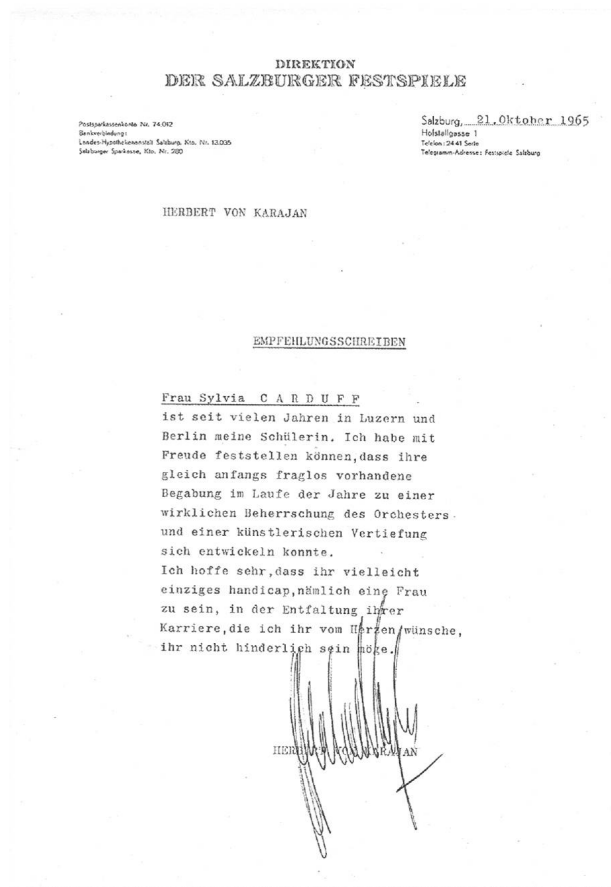 DIREKTION
DER SALZBURGER FESTSPIELE
Postsparkassenkonto Nr. 74.012
Bankverbindung:
Landes-Hypothekenanstalt Salzburg, Kto. Nr. 13.035
Salzburger Sparkasse, Kto. Nr. 280
Salzburg, 21.Oktober 1965
Hofstallgasse 1
Telefon: 24 41 Serie
Telegramm-Adresse: Festspiele Salzburg
HERBERT VON KARAJAN
EMPFEHLUNGSSCHREIBEN
Frau Sylvia C A R D U F F
ist seit vielen Jahren in Luzern und
Berlin meine Schülerin. Ich habe mit
Freude feststellen können,dass ihre
gleich anfangs fraglos vorhandene
Begabung im Laufe der Jahre zu einer
wirklichen Beherrschung des Orchesters
und einer künstlerischen Vertiefung
sich entwickeln konnte.
Ich hoffe sehr,dass ihr vielleicht
einziges handicap,nämlich eine Frau
zu sein, in der Entfaltung ihrer
Karriere,die ich ihr vom Herzen wünsche,
ihr nicht hinderlich sein möge.
HERBERT VON KARAJAN